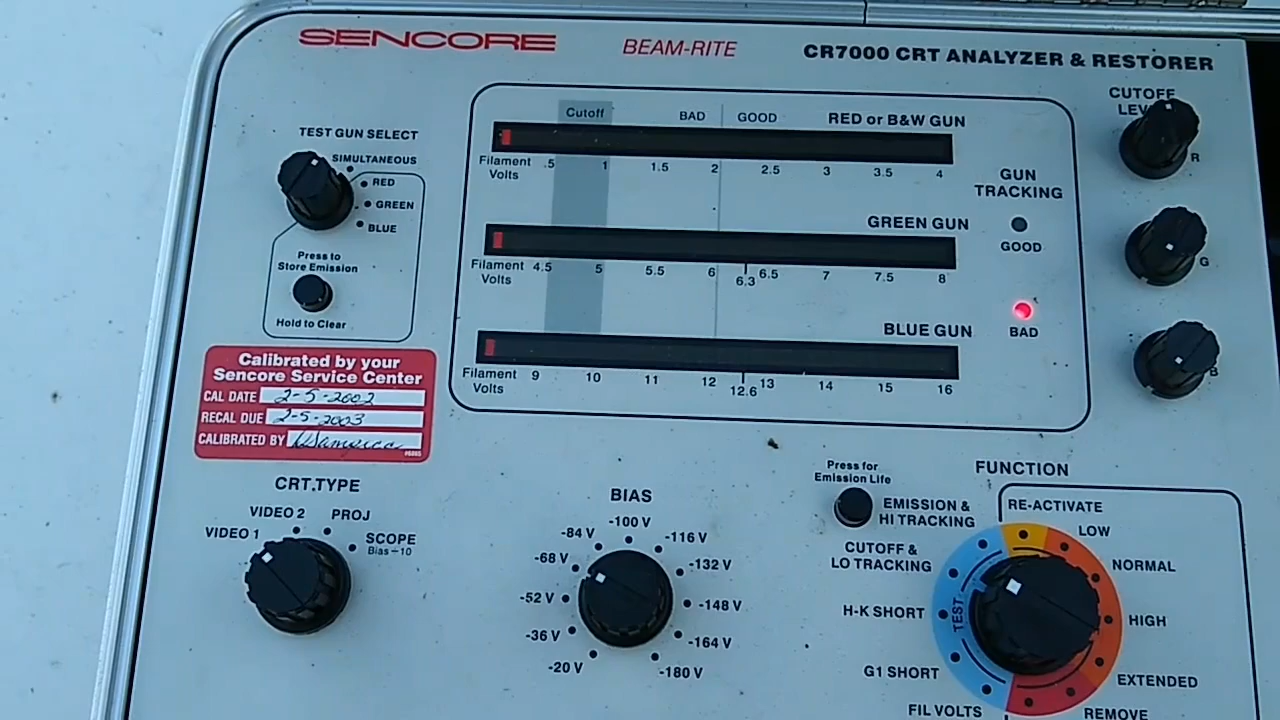 SENCORE
BEAM-RITE
CR7000 CRT ANALYZER & RESTORER
TEST GUN SELECT
SIMULTANEOUS
RED
GREEN
BLUE
Press to
Store Emission
Hold to Clear
Calibrated by your
Sencore Service Center
CAL DATE 2-5-2002
RECAL DUE 2-5-2003
CALIBRATED BY
Cutoff BAD GOOD RED or B&W GUN
Filament
Volts
.5 1 1.5 2 2.5 3 3.5 4
GREEN GUN
Filament
Volts
4.5 5 5.5 6 6.3 6.5 7 7.5 8
BLUE GUN
Filament
Volts
9 10 11 12 12.6 13 14 15 16
GUN
TRACKING
GOOD
BAD
CUTOFF
R
G
B
CRT TYPE
VIDEO 1
VIDEO 2
PROJ
SCOPE
Bias÷10
BIAS
-20 V
-36 V
-52 V
-68 V
-84 V
-100 V
-116 V
-132 V
-148 V
-164 V
-180 V
Press for
Emission Life
FUNCTION
EMISSION &
HI TRACKING
CUTOFF &
LO TRACKING
H-K SHORT
G1 SHORT
FIL VOLTS
TEST
RE-ACTIVATE
LOW
NORMAL
HIGH
EXTENDED
REMOVE